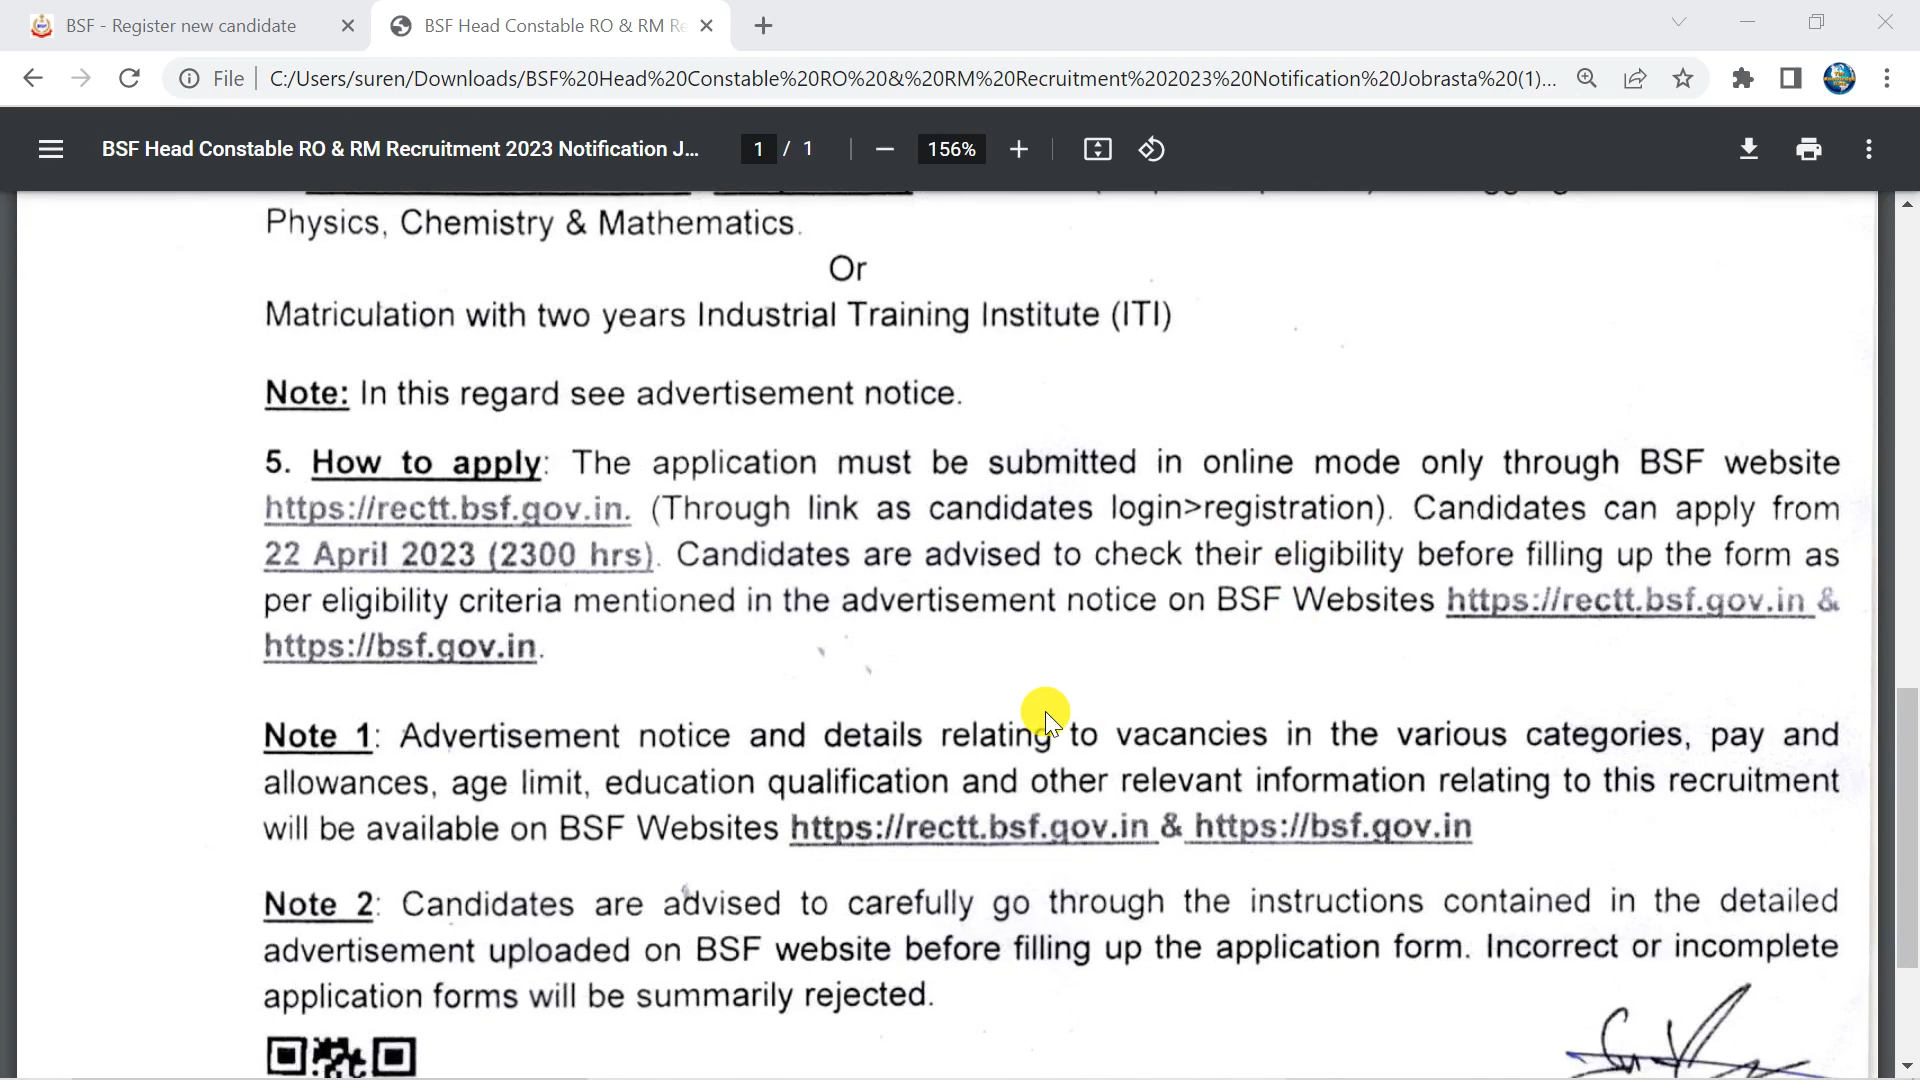 BSF - Register new candidate
BSF Head Constable RO & RM Re
File
C:/Users/suren/Downloads/BSF%20Head%20Constable%20RO%20&%20RM%20Recruitment%202023%20Notification%20Jobrasta%20(1)...
BSF Head Constable RO & RM Recruitment 2023 Notification J...
1 / 1
156%
Physics, Chemistry & Mathematics.
Or
Matriculation with two years Industrial Training Institute (ITI)
Note: In this regard see advertisement notice.
5. How to apply: The application must be submitted in online mode only through BSF website
https://rectt.bsf.gov.in. (Through link as candidates login>registration). Candidates can apply from
22 April 2023 (2300 hrs). Candidates are advised to check their eligibility before filling up the form as
per eligibility criteria mentioned in the advertisement notice on BSF Websites https://rectt.bsf.gov.in &
https://bsf.gov.in.
Note 1: Advertisement notice and details relating to vacancies in the various categories, pay and
allowances, age limit, education qualification and other relevant information relating to this recruitment
will be available on BSF Websites https://rectt.bsf.gov.in & https://bsf.gov.in
Note 2: Candidates are advised to carefully go through the instructions contained in the detailed
advertisement uploaded on BSF website before filling up the application form. Incorrect or incomplete
application forms will be summarily rejected.